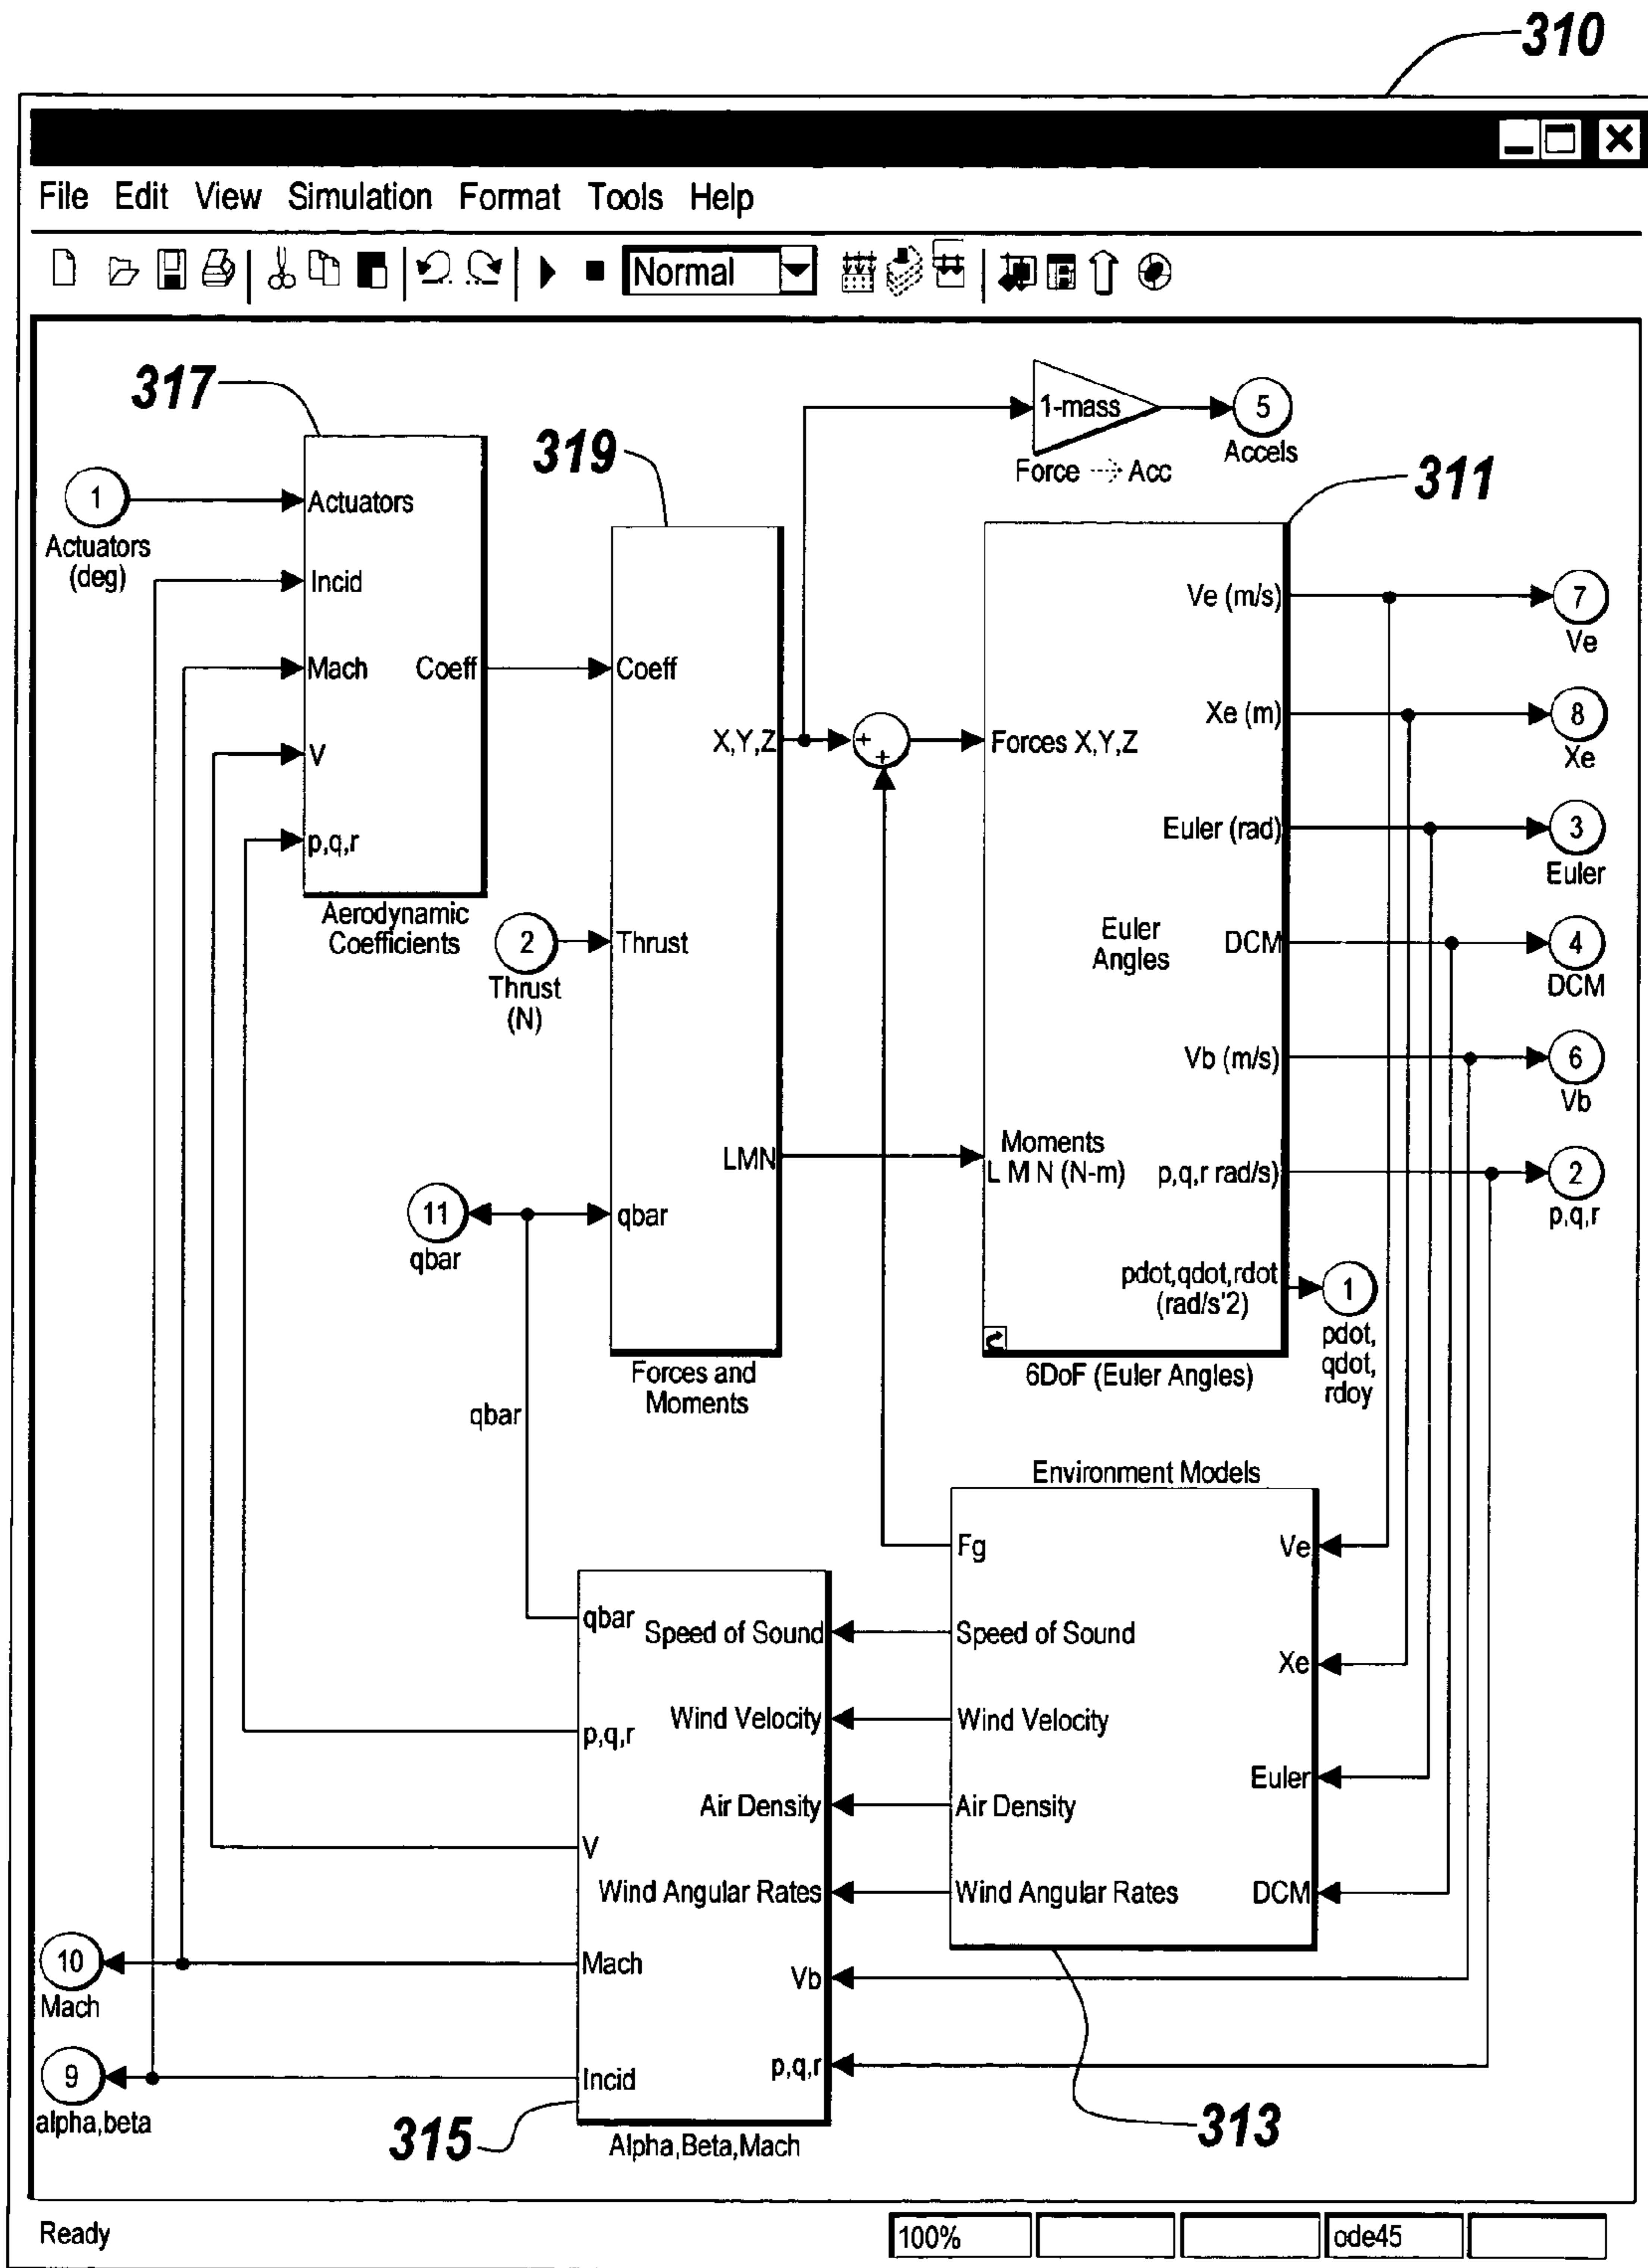 310
File Edit View Simulation Format Tools Help
Normal
317
319
311
1-mass
Force --> Acc
5
Accels
1
Actuators
(deg)
Actuators
Incid
Mach
Coeff
V
p,q,r
Aerodynamic
Coefficients
2
Thrust
(N)
11
qbar
Coeff
X,Y,Z
Thrust
LMN
qbar
Forces and
Moments
+
+
Forces X,Y,Z
Ve (m/s)
Xe (m)
Euler (rad)
Euler
Angles
DCM
Vb (m/s)
Moments
L M N (N-m)
p,q,r rad/s)
pdot,qdot,rdot
(rad/s'2)
6DoF (Euler Angles)
7
Ve
8
Xe
3
Euler
4
DCM
6
Vb
2
p,q,r
1
pdot,
qdot,
rdoy
qbar
Environment Models
Fg
Ve
Speed of Sound
Xe
Wind Velocity
Euler
Air Density
Wind Angular Rates
DCM
qbar
Speed of Sound
Wind Velocity
p,q,r
Air Density
V
Wind Angular Rates
Mach
Vb
p,q,r
Incid
Alpha,Beta,Mach
10
Mach
9
alpha,beta
315
313
Ready
100%
ode45